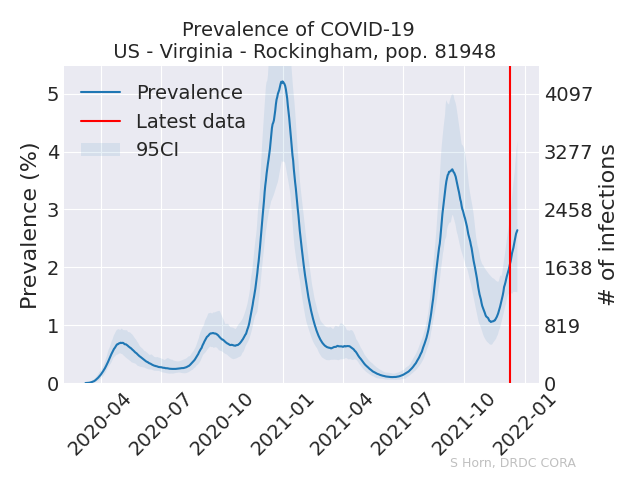 Prevalence of COVID-19
US - Virginia - Rockingham, pop. 81948
Prevalence
Latest data
95CI
Prevalence (%)
5
4
3
2
1
0
4097
3277
2458
1638
819
0
# of infections
2020-04
2020-07
2020-10
2021-01
2021-04
2021-07
2021-10
2022-01
S Horn, DRDC CORA